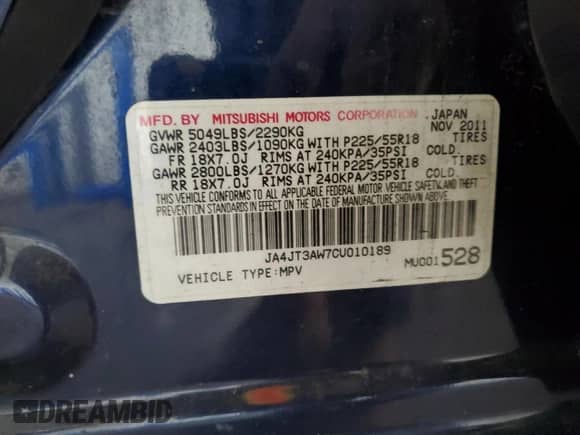 MFD. BY MITSUBISHI MOTORS CORPORATION. JAPAN
GVWR 5049LBS/2290KG NOV 2011
GAWR 2403LBS/1090KG WITH P225/55R18 TIRES
FR 18X7.0J RIMS AT 240KPA/35PSI COLD.
GAWR 2800LBS/1270KG WITH P225/55R18 TIRES
RR 18X7.0J RIMS AT 240KPA/35PSI COLD.
THIS VEHICLE CONFORMS TO ALL APPLICABLE FEDERAL MOTOR VEHICLE SAFETY, AND THEFT
PREVENTION STANDARDS IN EFFECT ON THE DATE OF MANUFACTURE SHOWN ABOVE.
JA4JT3AW7CU010189
VEHICLE TYPE:MPV MU001528
DREAMBID